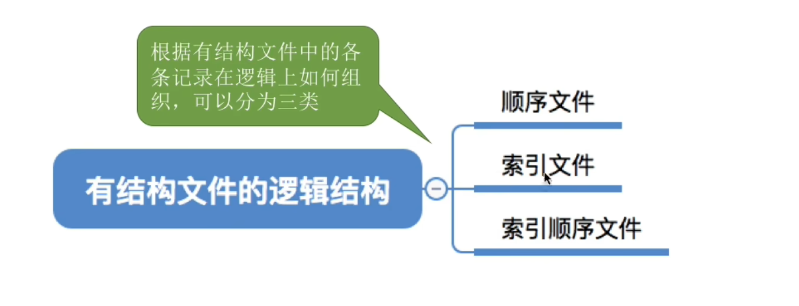 根据有结构文件中的各
条记录在逻辑上如何组
织，可以分为三类
顺序文件
索引文件
有结构文件的逻辑结构
索引顺序文件